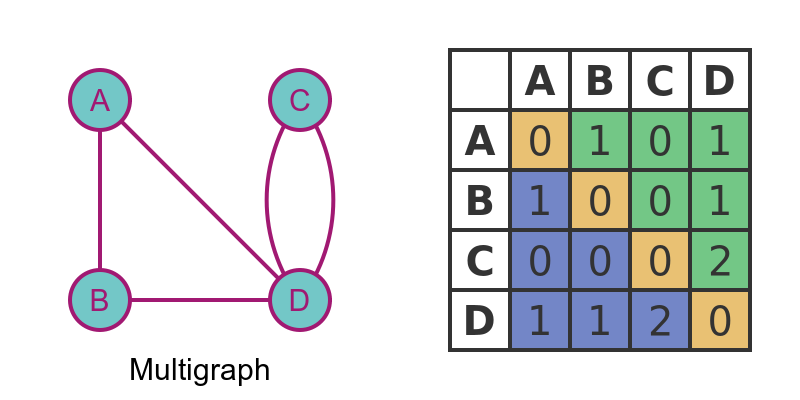 A
C
B
D
Multigraph
A B C D
A 0 1 0 1
B 1 0 0 1
C 0 0 0 2
D 1 1 2 0